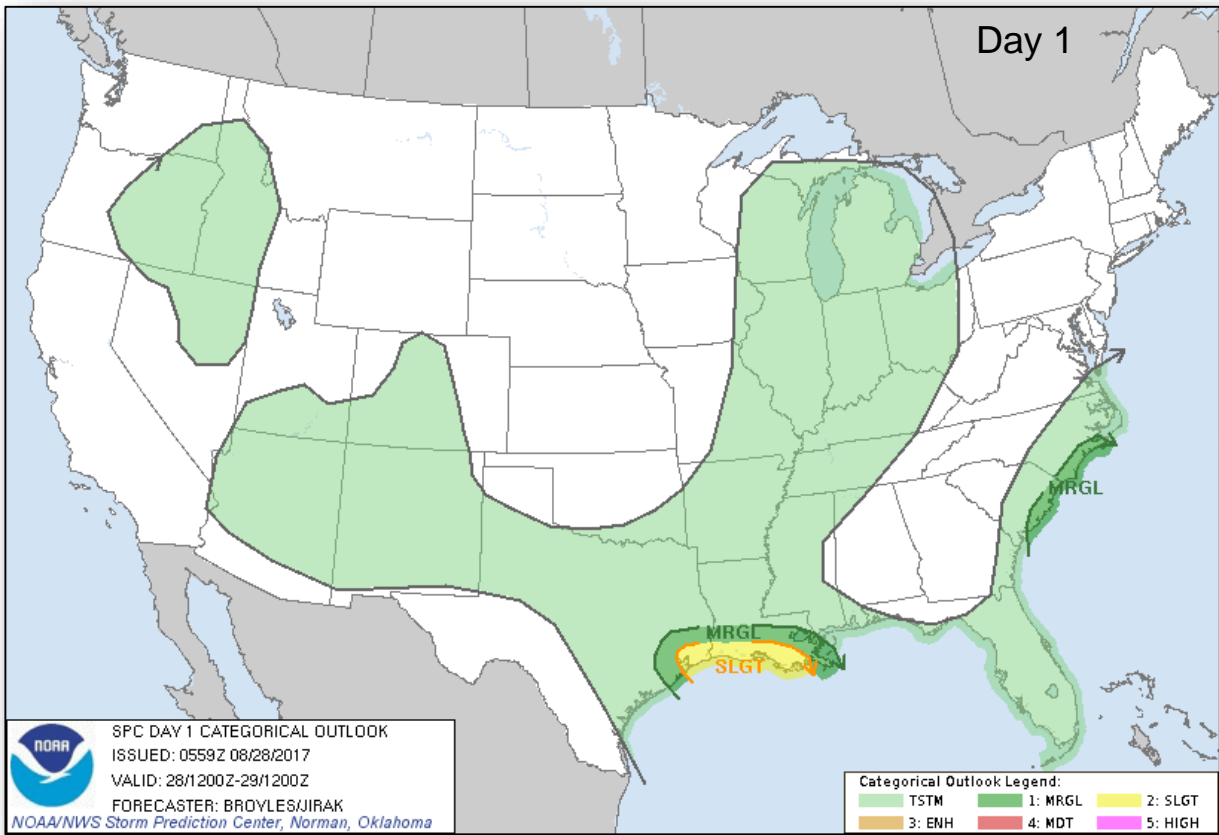 Day 1
MRGL
MRGL
SLGT
SPC DAY 1 CATEGORICAL OUTLOOK
ISSUED: 0559Z 08/28/2017
VALID: 28/1200Z-29/1200Z
FORECASTER: BROYLES/JIRAK
NOAA/NWS Storm Prediction Center, Norman, Oklahoma
NOAA
Categorical Outlook Legend:
TSTM 1: MRGL 2: SLGT
3: ENH 4: MDT 5: HIGH